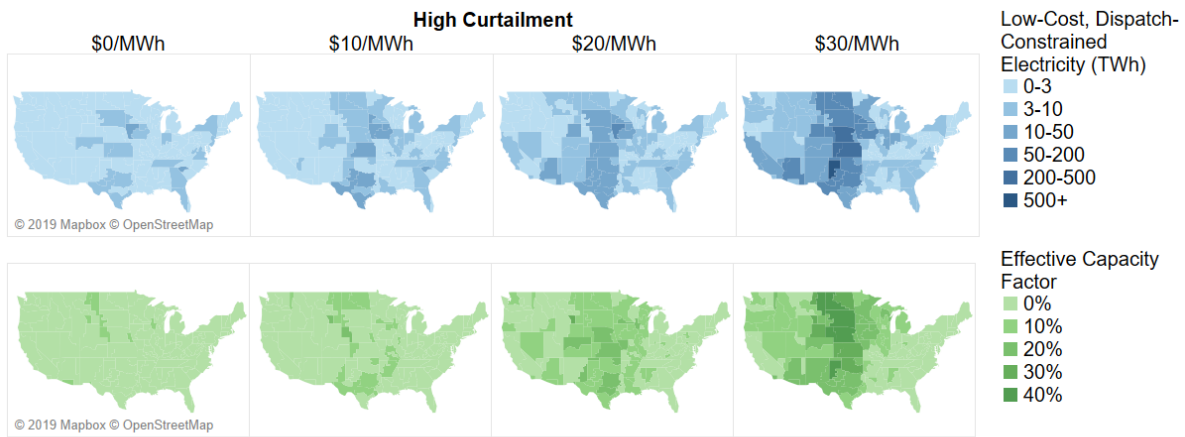 High Curtailment
$0/MWh
$10/MWh
$20/MWh
$30/MWh
Low-Cost, Dispatch-
Constrained
Electricity (TWh)
0-3
3-10
10-50
50-200
200-500
500+
© 2019 Mapbox © OpenStreetMap
Effective Capacity
Factor
0%
10%
20%
30%
40%
© 2019 Mapbox © OpenStreetMap